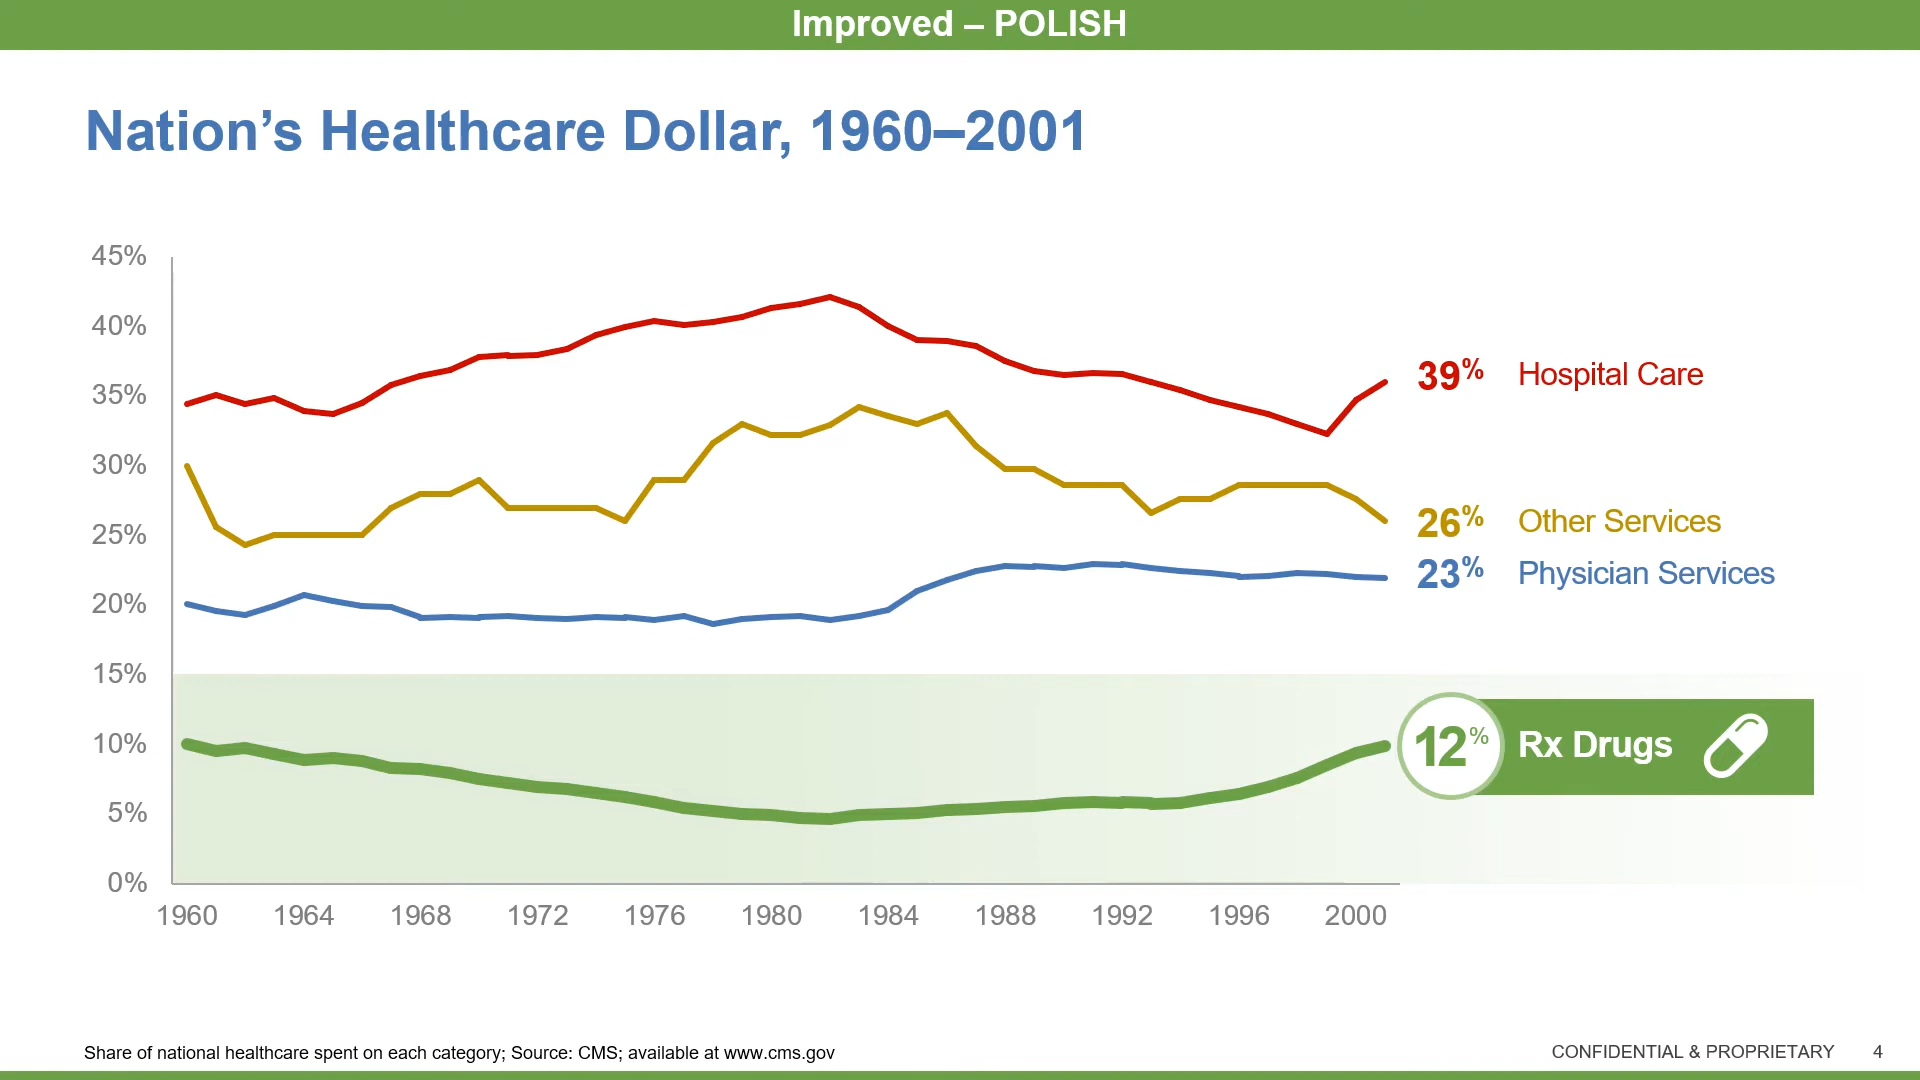 Improved – POLISH
Nation’s Healthcare Dollar, 1960–2001
45%
40%
35%
30%
25%
20%
15%
10%
5%
0%
1960 1964 1968 1972 1976 1980 1984 1988 1992 1996 2000
39% Hospital Care
26% Other Services
23% Physician Services
12% Rx Drugs
Share of national healthcare spent on each category; Source: CMS; available at www.cms.gov
CONFIDENTIAL & PROPRIETARY 4